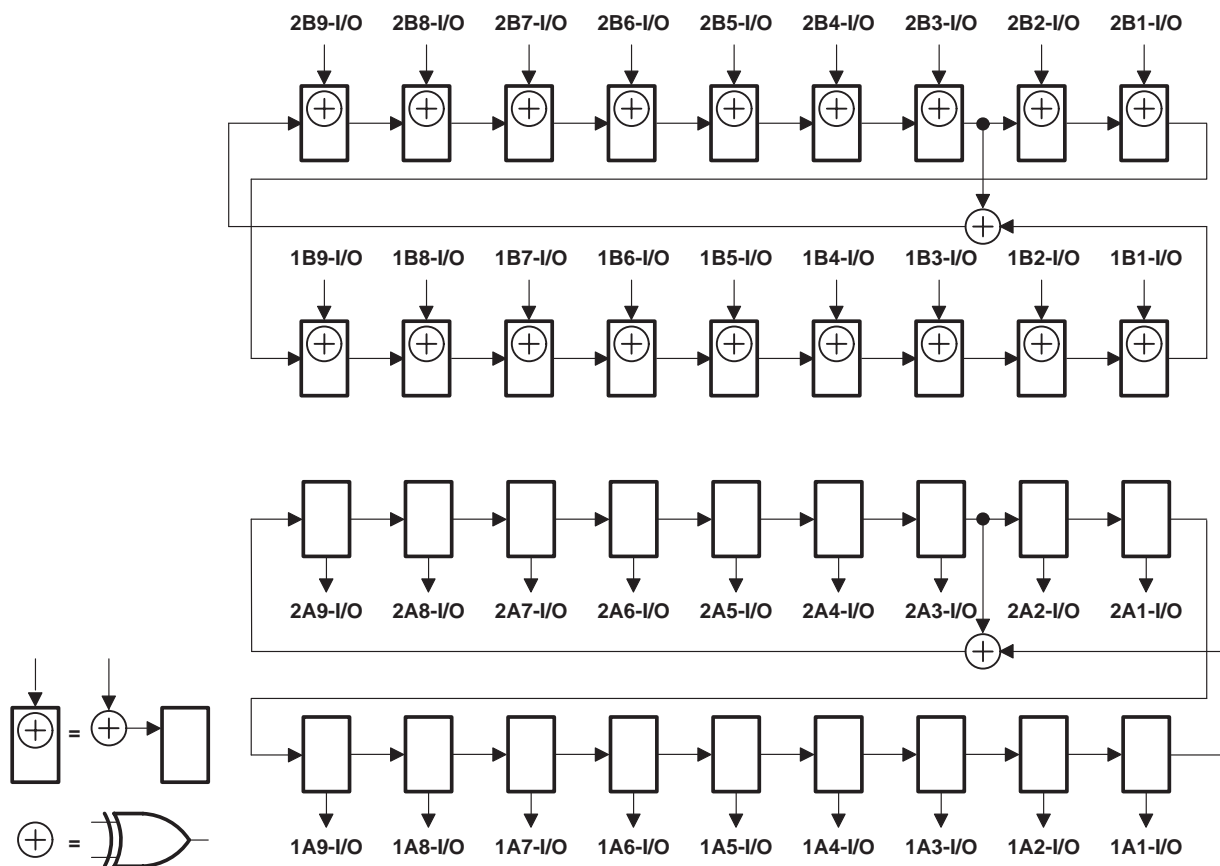 2B9-I/O 2B8-I/O 2B7-I/O 2B6-I/O 2B5-I/O 2B4-I/O 2B3-I/O 2B2-I/O 2B1-I/O
1B9-I/O 1B8-I/O 1B7-I/O 1B6-I/O 1B5-I/O 1B4-I/O 1B3-I/O 1B2-I/O 1B1-I/O
2A9-I/O 2A8-I/O 2A7-I/O 2A6-I/O 2A5-I/O 2A4-I/O 2A3-I/O 2A2-I/O 2A1-I/O
=
=
1A9-I/O 1A8-I/O 1A7-I/O 1A6-I/O 1A5-I/O 1A4-I/O 1A3-I/O 1A2-I/O 1A1-I/O